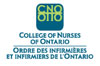 CNO
OIIO
COLLEGE OF NURSES
OF ONTARIO
ORDRE DES INFIRMIÈRES
ET INFIRMIERS DE L'ONTARIO